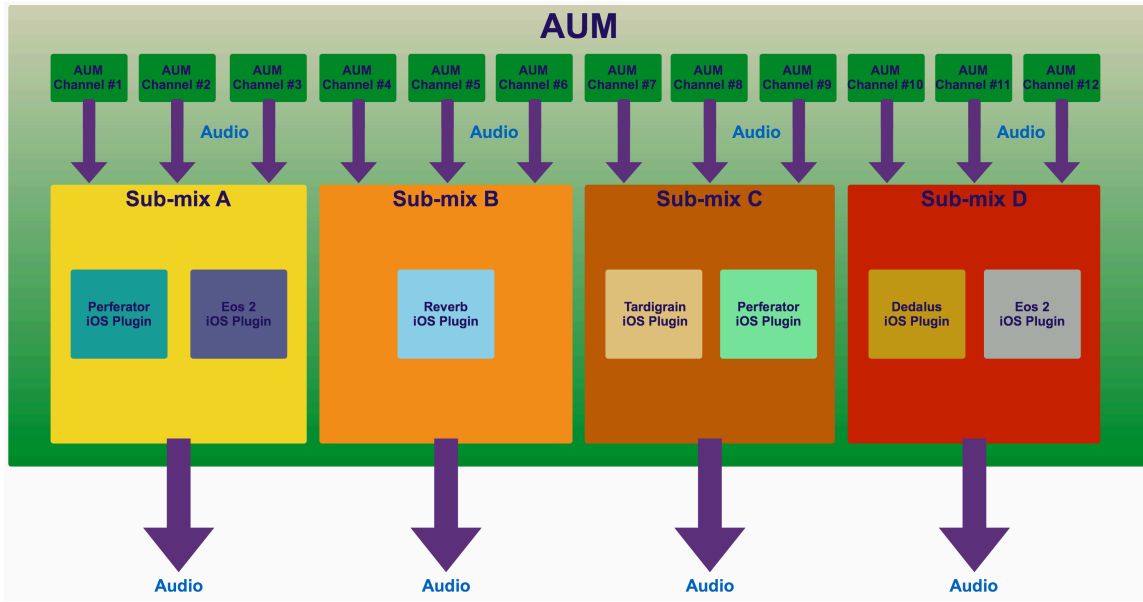 AUM
AUM
Channel #1
AUM
Channel #2
AUM
Channel #3
AUM
Channel #4
AUM
Channel #5
AUM
Channel #6
AUM
Channel #7
AUM
Channel #8
AUM
Channel #9
AUM
Channel #10
AUM
Channel #11
AUM
Channel #12
Audio
Audio
Audio
Audio
Sub-mix A
Sub-mix B
Sub-mix C
Sub-mix D
Perferator
iOS Plugin
Eos 2
iOS Plugin
Reverb
iOS Plugin
Tardigrain
iOS Plugin
Perferator
iOS Plugin
Dedalus
iOS Plugin
Eos 2
iOS Plugin
Audio
Audio
Audio
Audio